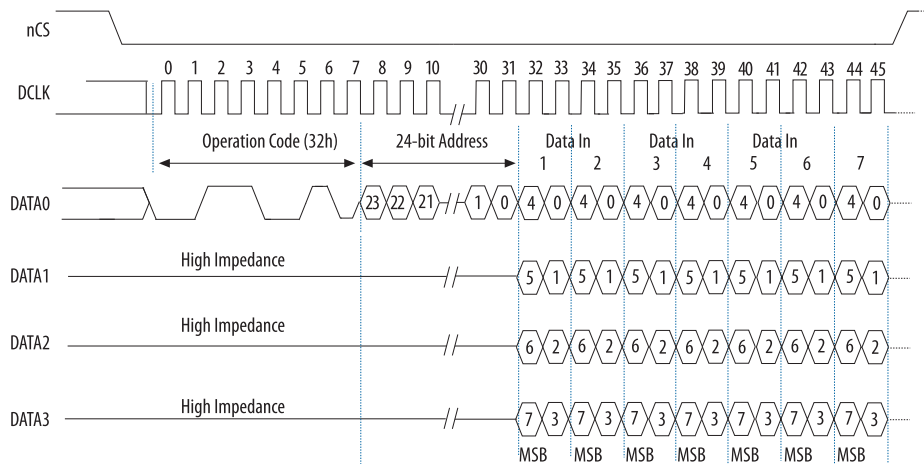 nCS
0 1 2 3 4 5 6 7 8 9 10 30 31 32 33 34 35 36 37 38 39 40 41 42 43 44 45
DCLK
Operation Code (32h) 24-bit Address Data In Data In Data In
1 2 3 4 5 6 7
DATA0 23 22 21 1 0 4 0 4 0 4 0 4 0 4 0 4 0 4 0
High Impedance
DATA1 5 1 5 1 5 1 5 1 5 1 5 1 5 1
High Impedance
DATA2 6 2 6 2 6 2 6 2 6 2 6 2 6 2
High Impedance
DATA3 7 3 7 3 7 3 7 3 7 3 7 3 7 3
MSB MSB MSB MSB MSB MSB MSB